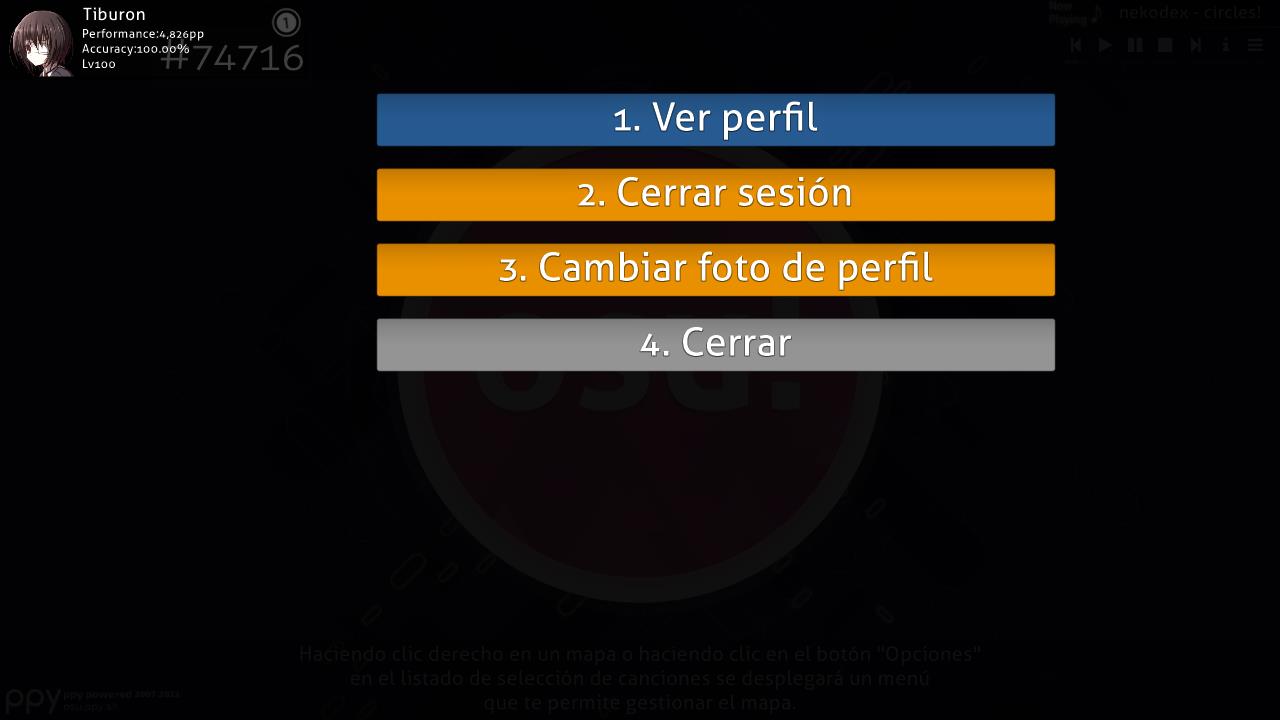 Tiburon
Performance:4,826pp
Accuracy:100.00%
Lv100
1
#74716
Now
Playing
nekodex - circles!
1. Ver perfil
2. Cerrar sesión
3. Cambiar foto de perfil
4. Cerrar
osu!
Haciendo clic derecho en un mapa o haciendo clic en el botón "Opciones"
en el listado de selección de canciones se desplegará un menú
que te permite gestionar el mapa.
ppy
ppy powered 2007-2022
osu.ppy.sh